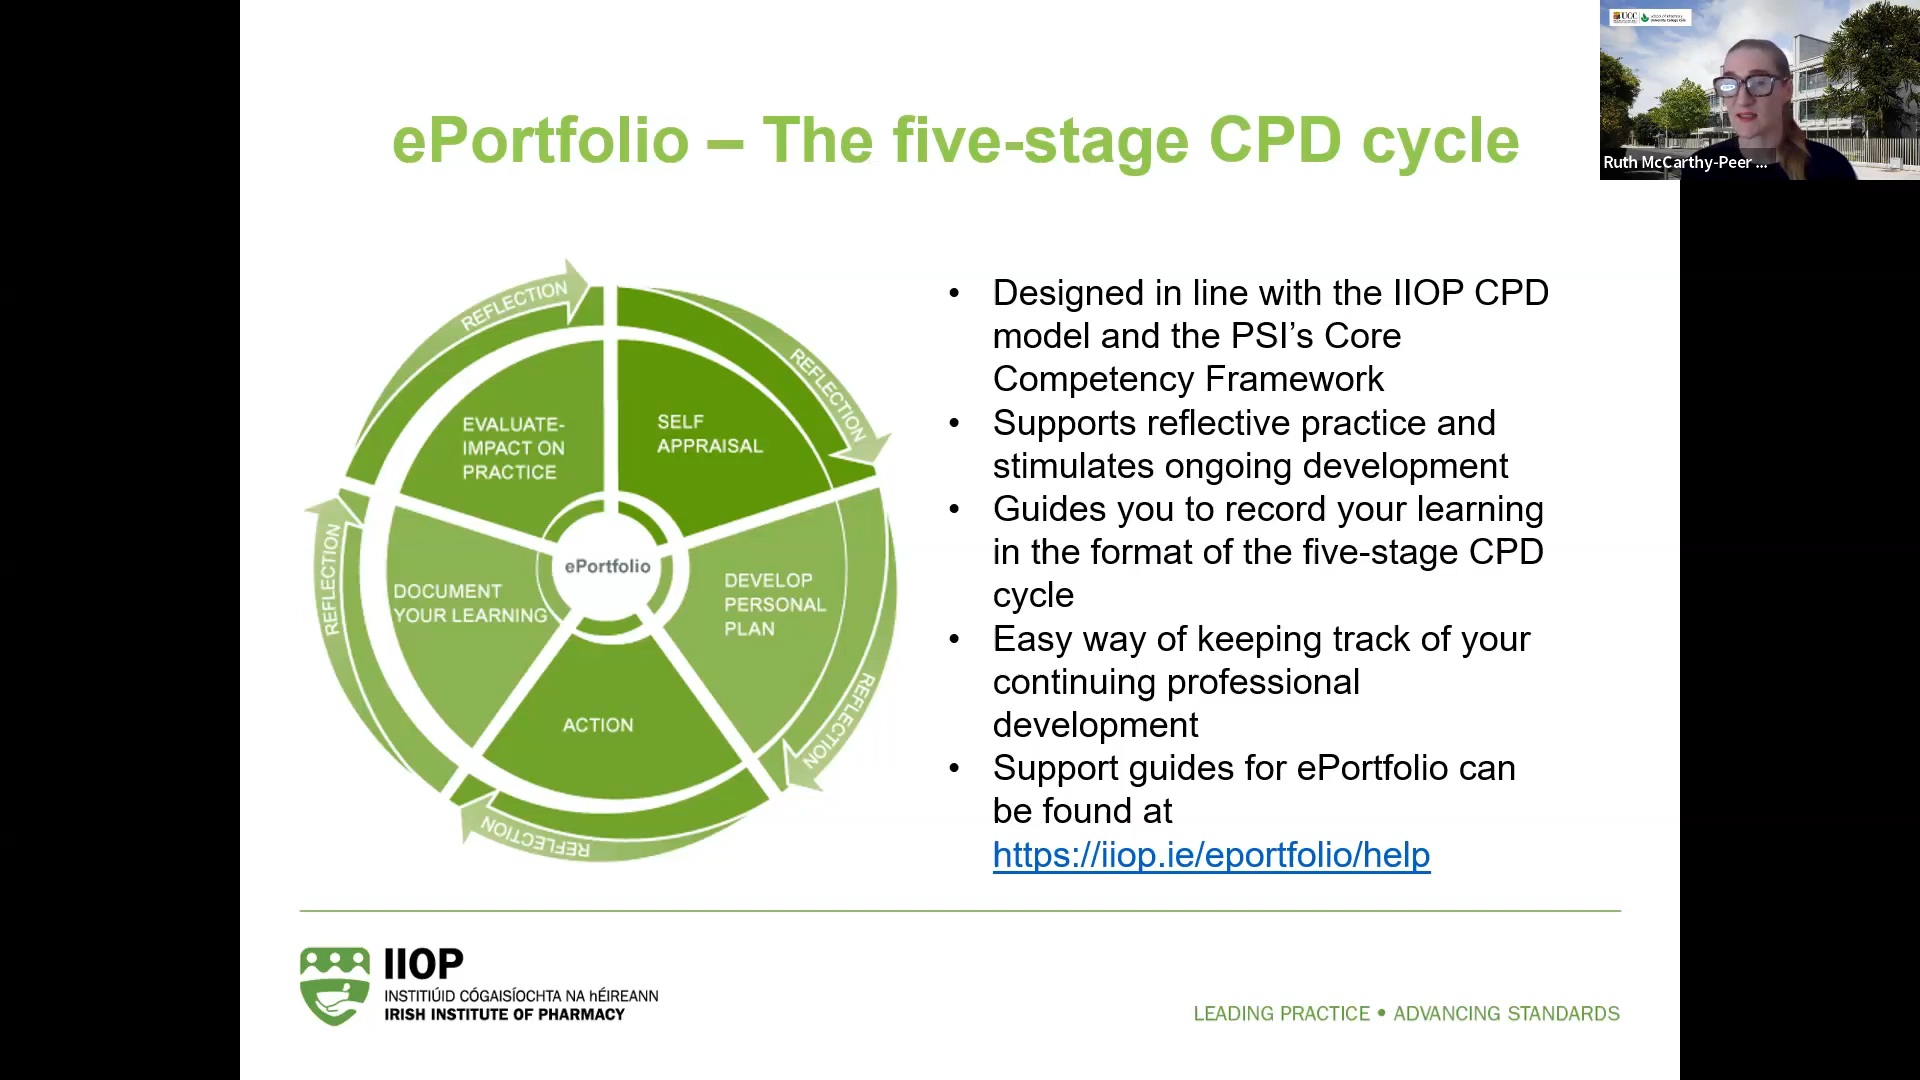 ePortfolio – The five-stage CPD cycle
UCC
Ruth McCarthy-Peer ...
REFLECTION
REFLECTION
REFLECTION
REFLECTION
REFLECTION
SELF
APPRAISAL
DEVELOP
PERSONAL
PLAN
ACTION
DOCUMENT
YOUR LEARNING
EVALUATE-
IMPACT ON
PRACTICE
ePortfolio
• Designed in line with the IIOP CPD
model and the PSI’s Core
Competency Framework
• Supports reflective practice and
stimulates ongoing development
• Guides you to record your learning
in the format of the five-stage CPD
cycle
• Easy way of keeping track of your
continuing professional
development
• Support guides for ePortfolio can
be found at
https://iiop.ie/eportfolio/help
IIOP
INSTITIÚID CÓGAISÍOCHTA NA hÉIREANN
IRISH INSTITUTE OF PHARMACY
LEADING PRACTICE • ADVANCING STANDARDS